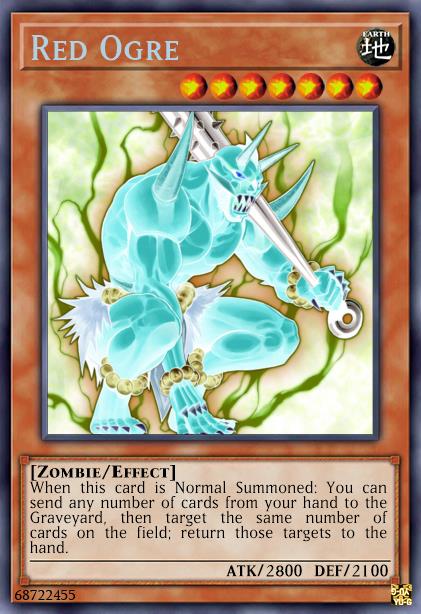 Red Ogre
EARTH
地
[Zombie/Effect]
When this card is Normal Summoned: You can
send any number of cards from your hand to the
Graveyard, then target the same number of
cards on the field; return those targets to the
hand.
ATK/2800 DEF/2100
68722455